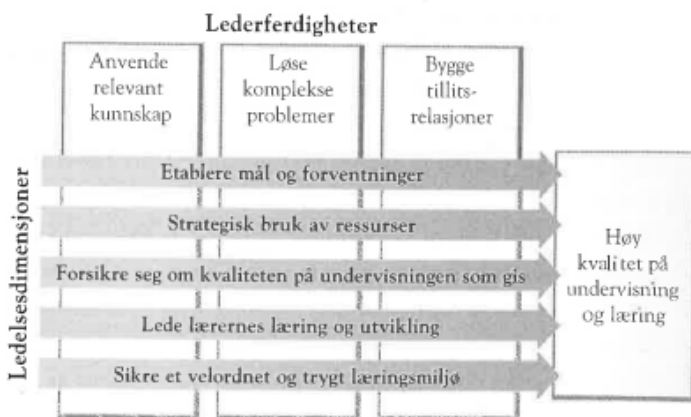 Lederferdigheter
Anvende
relevant
kunnskap
Løse
komplekse
problemer
Bygge
tillits-
relasjoner
Ledelsesdimensjoner
Etablere mål og forventninger
Strategisk bruk av ressurser
Forsikre seg om kvaliteten på undervisningen som gis
Lede lærernes læring og utvikling
Sikre et velordnet og trygt læringsmiljø
Høy
kvalitet på
undervisning
og læring